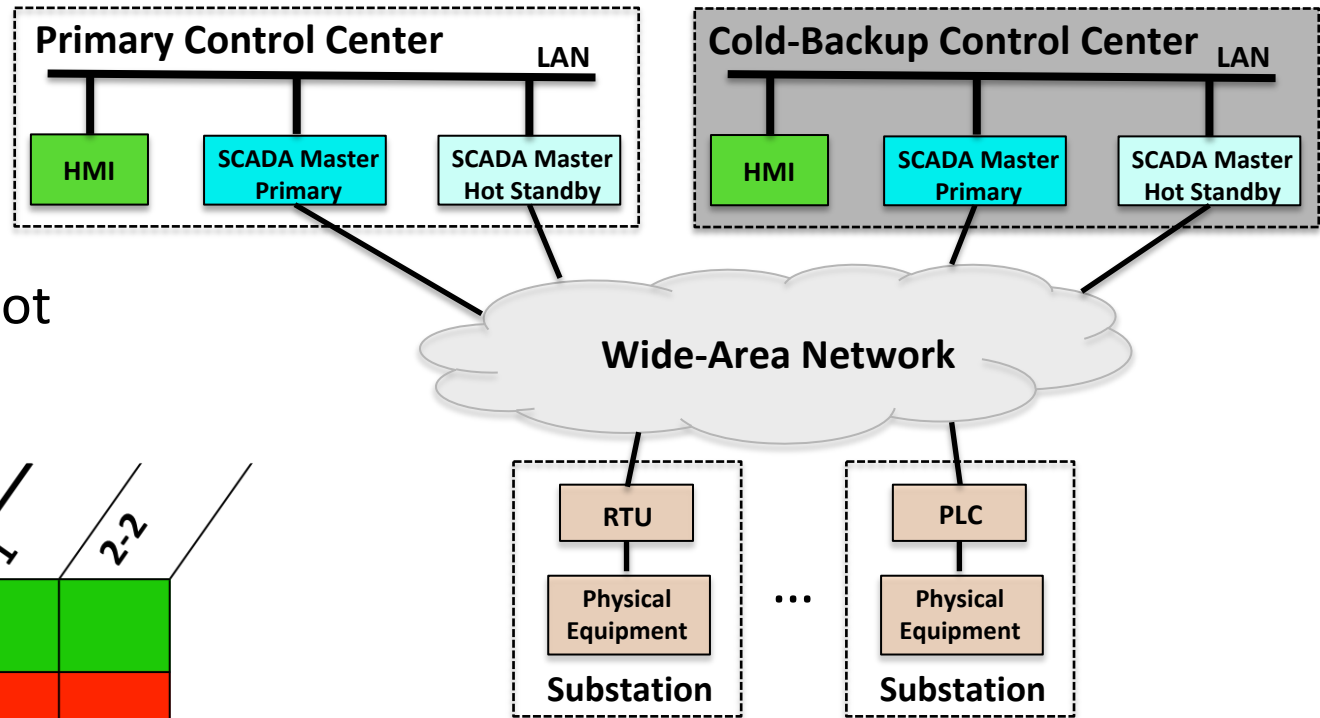 Primary Control Center
LAN
HMI
SCADA Master
Primary
SCADA Master
Hot Standby
Cold-Backup Control Center
LAN
HMI
SCADA Master
Primary
SCADA Master
Hot Standby
ot
Wide-Area Network
1
2-2
RTU
Physical
Equipment
Substation
...
PLC
Physical
Equipment
Substation